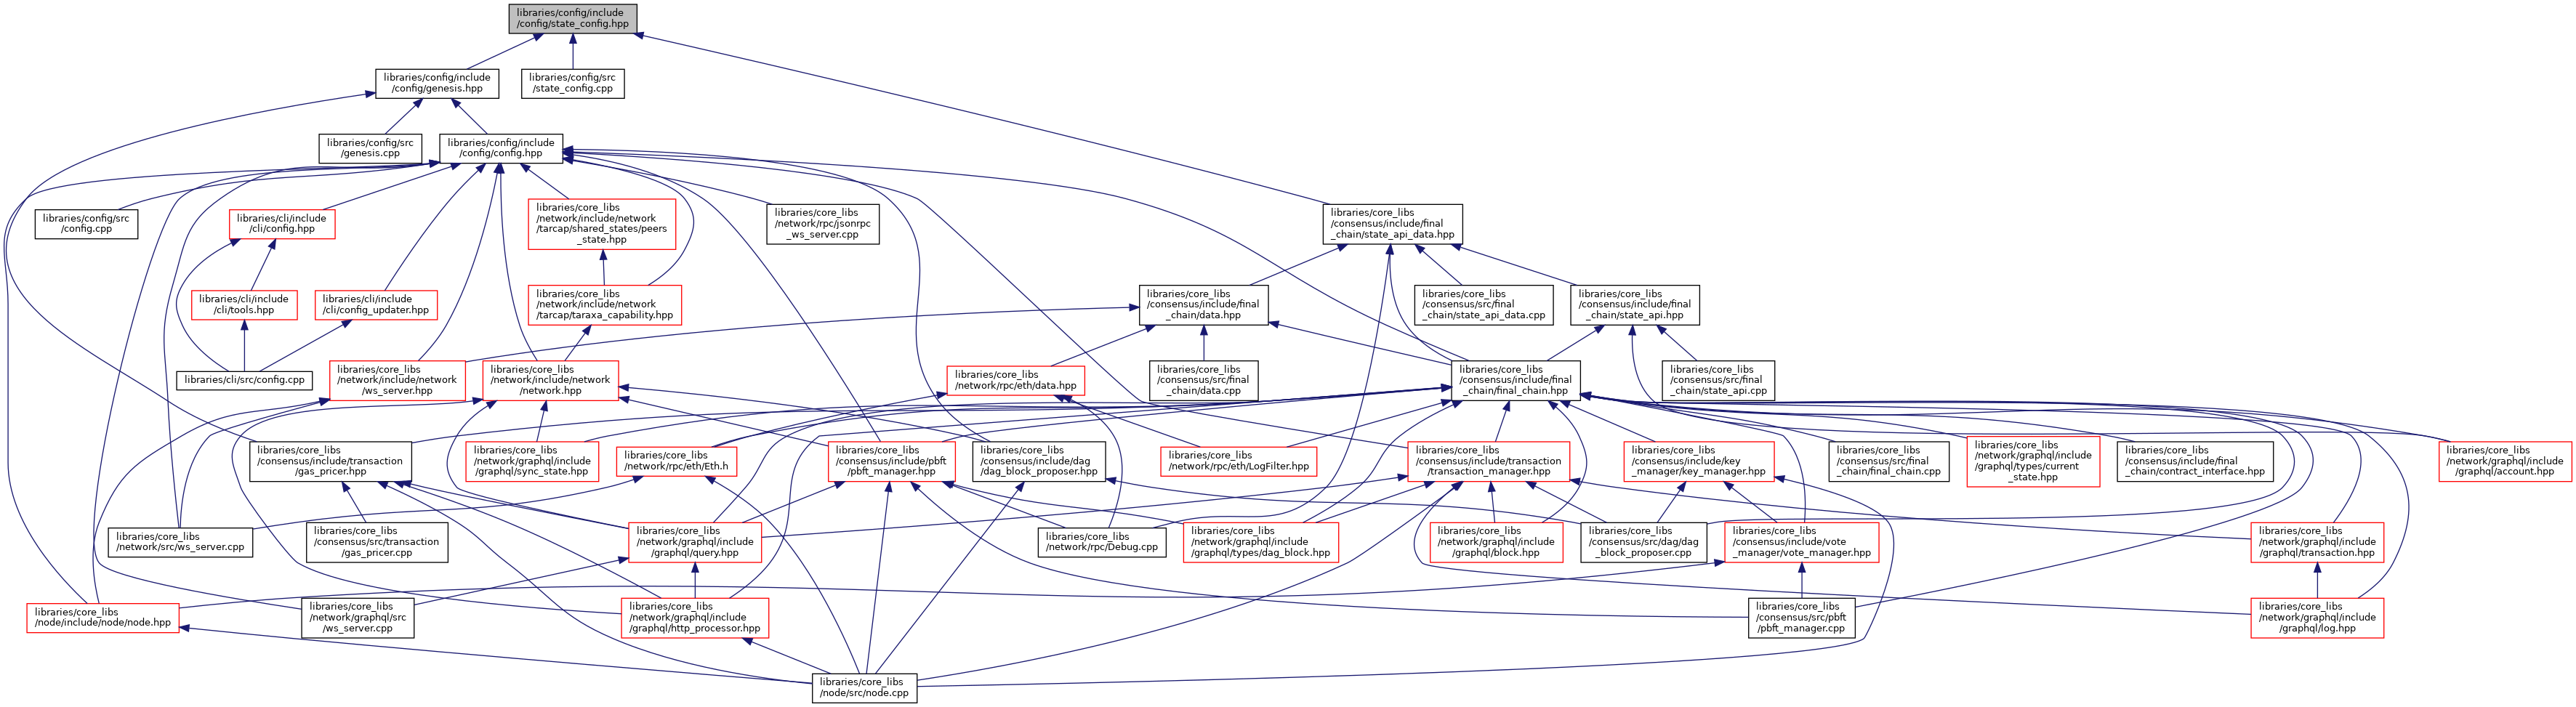 libraries/config/include
/config/state_config.hpp
libraries/config/include
/config/genesis.hpp
libraries/config/src
/state_config.cpp
libraries/config/src
/genesis.cpp
libraries/config/include
/config/config.hpp
libraries/config/src
/config.cpp
libraries/cli/include
/cli/config.hpp
libraries/core_libs
/network/include/network
/tarcap/shared_states/peers
_state.hpp
libraries/core_libs
/network/rpc/jsonrpc
_ws_server.cpp
libraries/core_libs
/consensus/include/final
_chain/state_api_data.hpp
libraries/cli/include
/cli/tools.hpp
libraries/cli/include
/cli/config_updater.hpp
libraries/core_libs
/network/include/network
/tarcap/taraxa_capability.hpp
libraries/core_libs
/consensus/include/final
_chain/data.hpp
libraries/core_libs
/consensus/src/final
_chain/state_api_data.cpp
libraries/core_libs
/consensus/include/final
_chain/state_api.hpp
libraries/cli/src/config.cpp
libraries/core_libs
/network/include/network
/ws_server.hpp
libraries/core_libs
/network/include/network
/network.hpp
libraries/core_libs
/network/rpc/eth/data.hpp
libraries/core_libs
/consensus/src/final
_chain/data.cpp
libraries/core_libs
/consensus/include/final
_chain/final_chain.hpp
libraries/core_libs
/consensus/src/final
_chain/state_api.cpp
libraries/core_libs
/consensus/include/transaction
/gas_pricer.hpp
libraries/core_libs
/network/graphql/include
/graphql/sync_state.hpp
libraries/core_libs
/network/rpc/eth/Eth.h
libraries/core_libs
/consensus/include/pbft
/pbft_manager.hpp
libraries/core_libs
/consensus/include/dag
/dag_block_proposer.hpp
libraries/core_libs
/network/rpc/eth/LogFilter.hpp
libraries/core_libs
/consensus/include/transaction
/transaction_manager.hpp
libraries/core_libs
/consensus/include/key
_manager/key_manager.hpp
libraries/core_libs
/consensus/src/final
_chain/final_chain.cpp
libraries/core_libs
/network/graphql/include
/graphql/types/current
_state.hpp
libraries/core_libs
/consensus/include/final
_chain/contract_interface.hpp
libraries/core_libs
/network/graphql/include
/graphql/account.hpp
libraries/core_libs
/network/src/ws_server.cpp
libraries/core_libs
/consensus/src/transaction
/gas_pricer.cpp
libraries/core_libs
/network/graphql/include
/graphql/query.hpp
libraries/core_libs
/network/rpc/Debug.cpp
libraries/core_libs
/network/graphql/include
/graphql/types/dag_block.hpp
libraries/core_libs
/network/graphql/include
/graphql/block.hpp
libraries/core_libs
/consensus/src/dag/dag
_block_proposer.cpp
libraries/core_libs
/consensus/include/vote
_manager/vote_manager.hpp
libraries/core_libs
/network/graphql/include
/graphql/transaction.hpp
libraries/core_libs
/node/include/node/node.hpp
libraries/core_libs
/network/graphql/src
/ws_server.cpp
libraries/core_libs
/network/graphql/include
/graphql/http_processor.hpp
libraries/core_libs
/consensus/src/pbft
/pbft_manager.cpp
libraries/core_libs
/network/graphql/include
/graphql/log.hpp
libraries/core_libs
/node/src/node.cpp